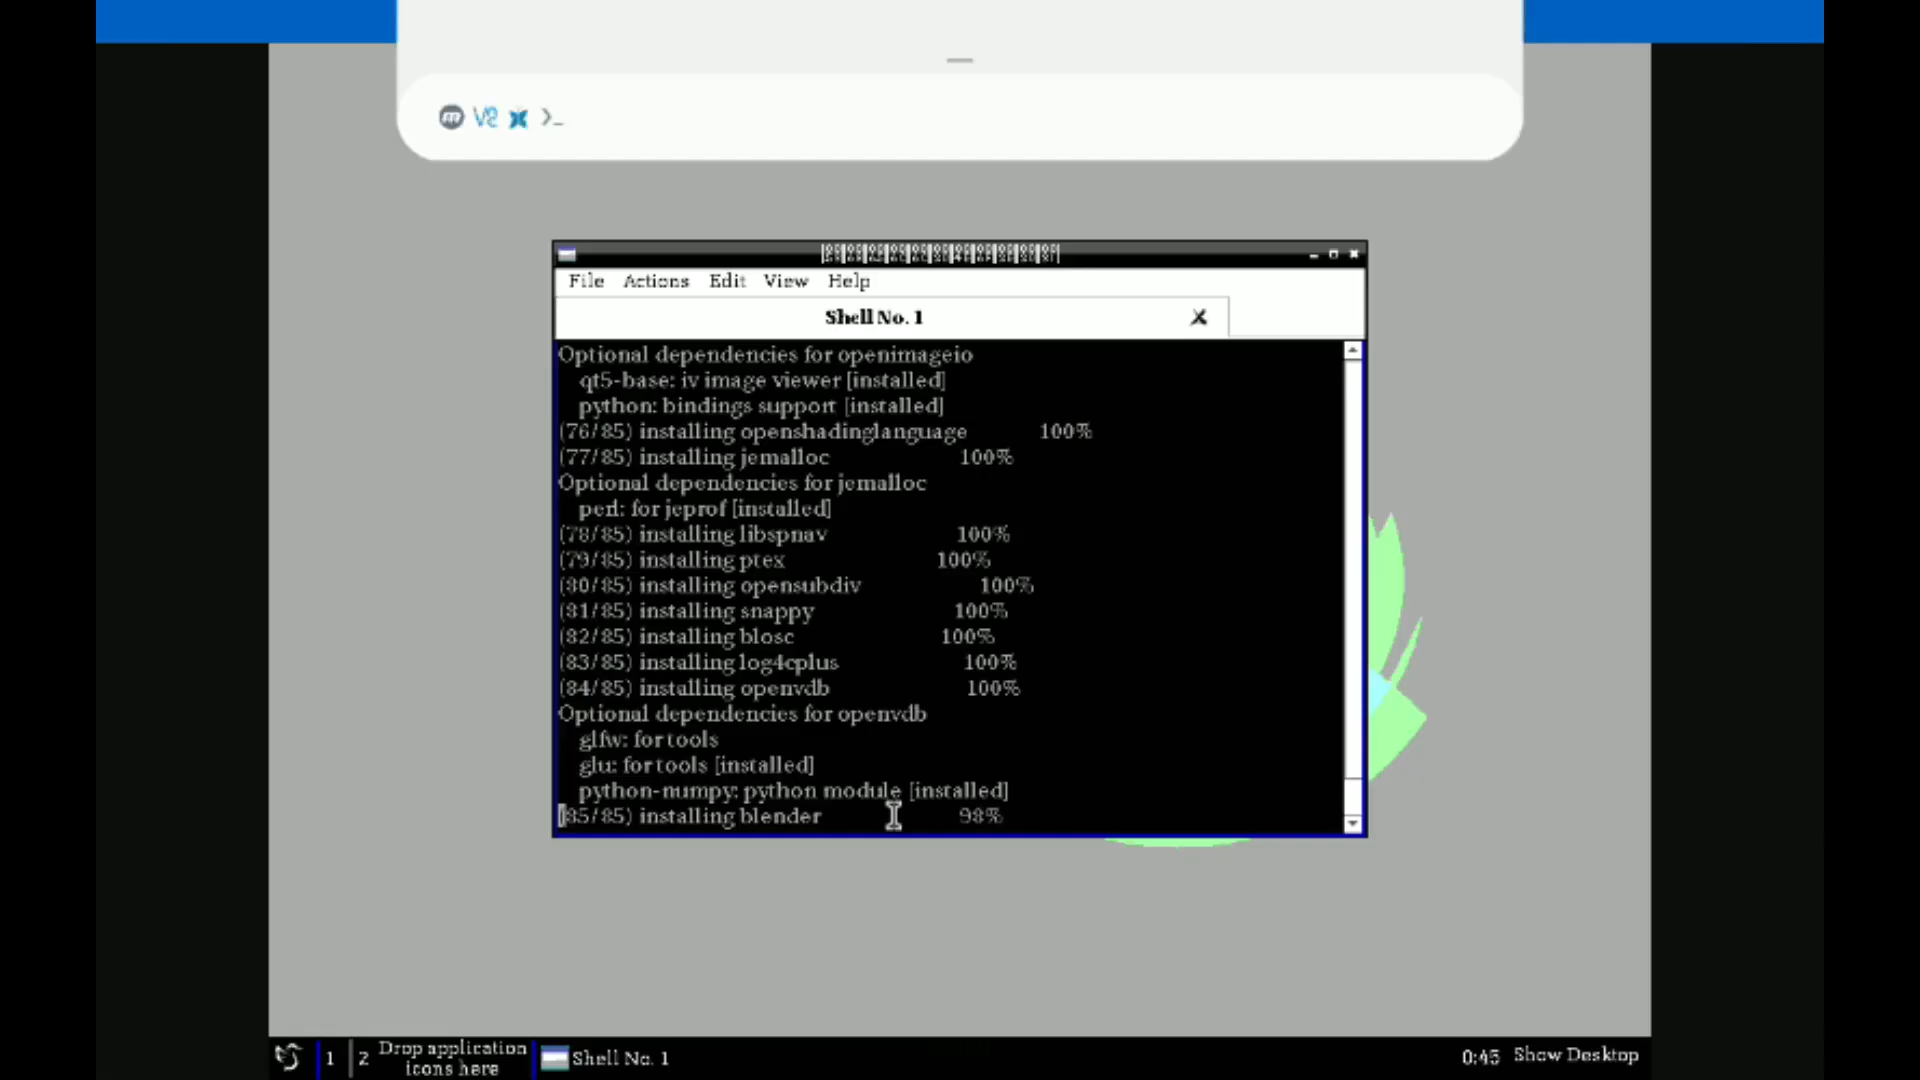 File Actions Edit View Help
Shell No. 1
Optional dependencies for openimageio
qt5-base: iv image viewer [installed]
python: bindings support [installed]
(76/85) installing openshadinglanguage 100%
(77/85) installing jemalloc 100%
Optional dependencies for jemalloc
perl: for jeprof [installed]
(78/85) installing libspnav 100%
(79/85) installing ptex 100%
(80/85) installing opensubdiv 100%
(81/85) installing snappy 100%
(82/85) installing blosc 100%
(83/85) installing log4cplus 100%
(84/85) installing openvdb 100%
Optional dependencies for openvdb
glfw: for tools
glu: for tools [installed]
python-numpy: python module [installed]
(85/85) installing blender 98%
1 2 Drop application
icons here
Shell No. 1
0:45 Show Desktop